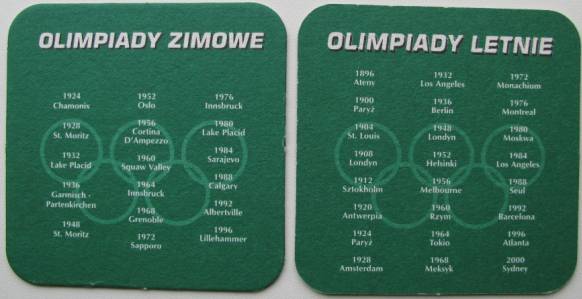 OLIMPIADY ZIMOWE
1924
Chamonix
1928
St. Moritz
1932
Lake Placid
1936
Garmisch -
Partenkirchen
1948
St. Moritz
1952
Oslo
1956
Cortina
D'Ampezzo
1960
Squaw Valley
1964
Innsbruck
1968
Grenoble
1972
Sapporo
1976
Innsbruck
1980
Lake Placid
1984
Sarajevo
1988
Calgary
1992
Albertville
1996
Lillehammer
OLIMPIADY LETNIE
1896
Ateny
1900
Paryż
1904
St. Louis
1908
Londyn
1912
Sztokholm
1920
Antwerpia
1924
Paryż
1928
Amsterdam
1932
Los Angeles
1936
Berlin
1948
Londyn
1952
Helsinki
1956
Melbourne
1960
Rzym
1964
Tokio
1968
Meksyk
1972
Monachium
1976
Montreal
1980
Moskwa
1984
Los Angeles
1988
Seul
1992
Barcelona
1996
Atlanta
2000
Sydney